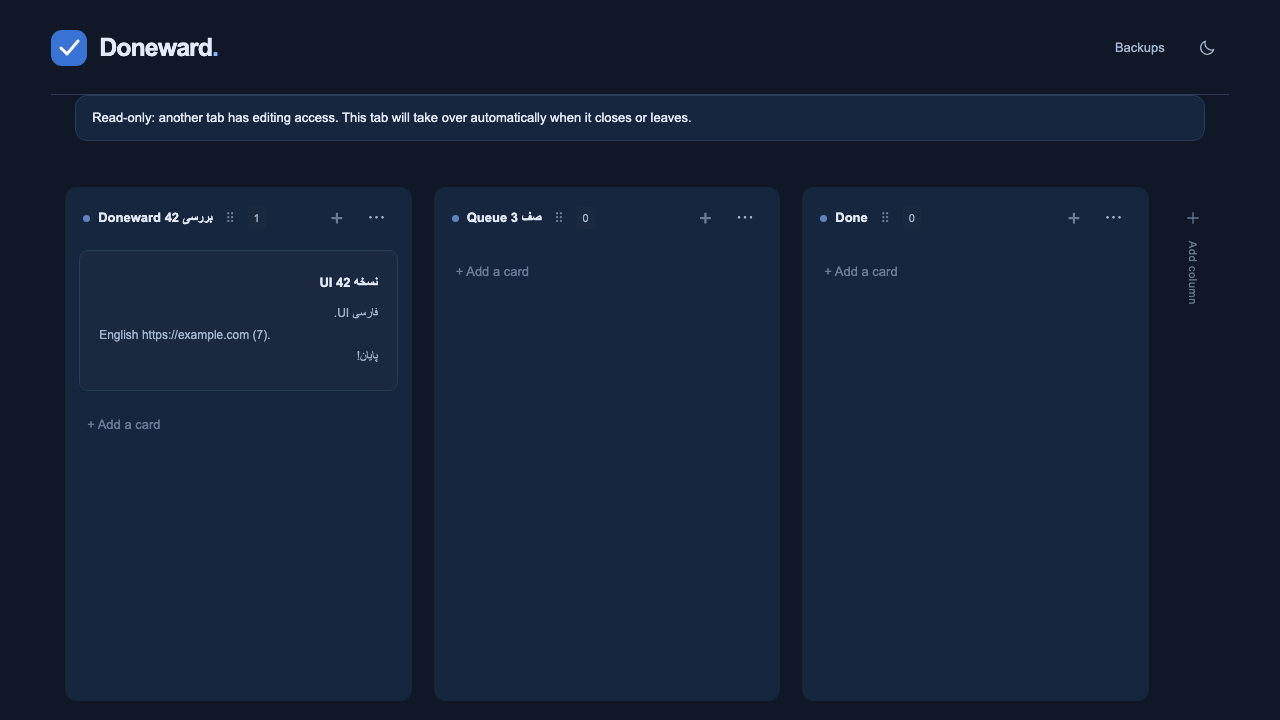 Doneward.
Backups
Read-only: another tab has editing access. This tab will take over automatically when it closes or leaves.
Doneward 42 بررسی
1
نسخه UI 42
فارسی UI.
English https://example.com (7).
پایان!
+ Add a card
Queue 3 صف
0
+ Add a card
Done
0
+ Add a card
Add column